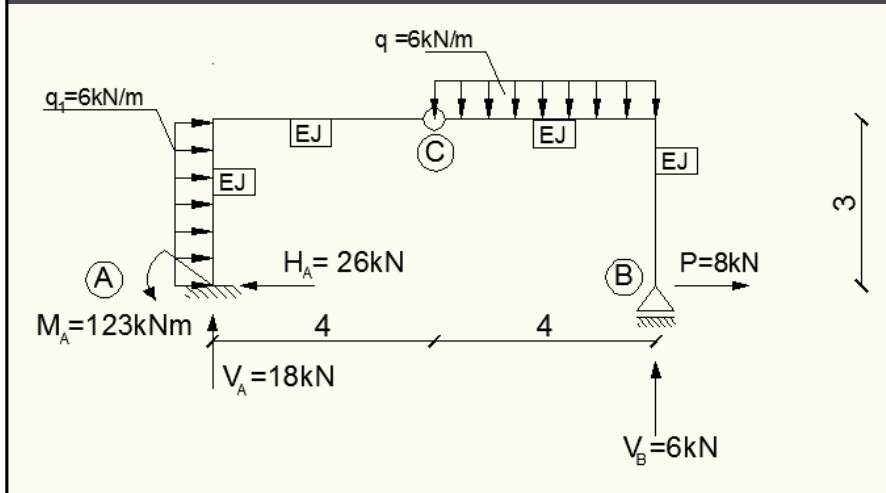 q =6kN/m
q₁=6kN/m
EJ
EJ
C
EJ
EJ
3
A
H_A= 26kN
B
P=8kN
M_A=123kNm
4
4
V_A=18kN
V_B=6kN